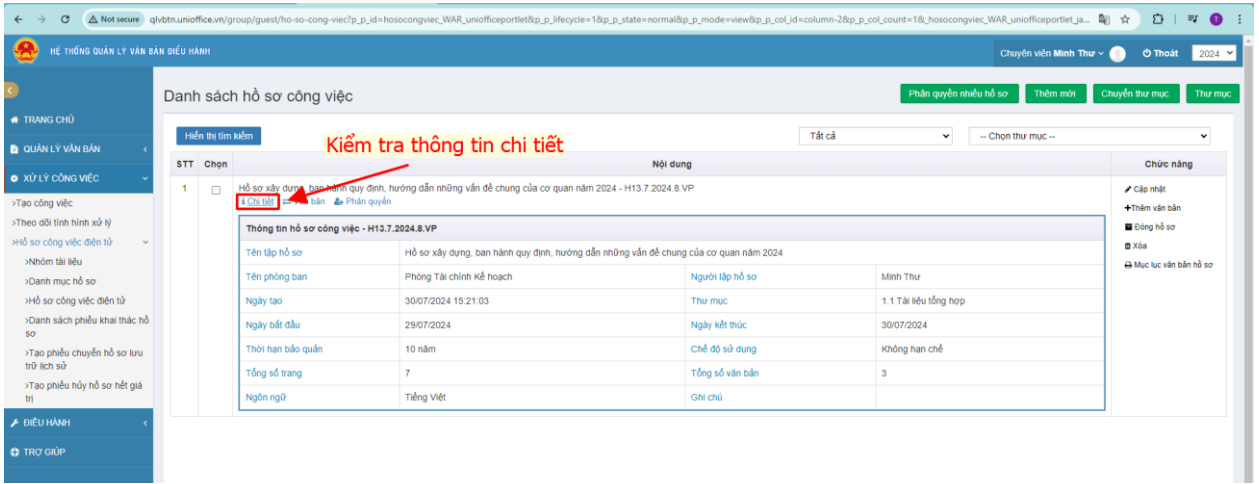 Not secure qlvbtn.unioffice.vn/group/guest/ho-so-cong-viec?p_p_id=hosocongviec_WAR_uniofficeportlet&p_p_lifecycle=1&p_p_state=normal&p_p_mode=view&p_p_col_id=column-2&p_p_col_count=1&_hosocongviec_WAR_uniofficeportlet_ja...
HỆ THỐNG QUẢN LÝ VĂN BẢN ĐIỀU HÀNH
Chuyên viên Minh Thư
Thoát
2024
Danh sách hồ sơ công việc
Phân quyền nhiều hồ sơ
Thêm mới
Chuyển thư mục
Thư mục
TRANG CHỦ
QUẢN LÝ VĂN BẢN
XỬ LÝ CÔNG VIỆC
›Tạo công việc
›Theo dõi tình hình xử lý
›Hồ sơ công việc điện tử
›Nhóm tài liệu
›Danh mục hồ sơ
›Hồ sơ công việc điện tử
›Danh sách phiếu khai thác hồ
sơ
›Tạo phiếu chuyển hồ sơ lưu
trữ lịch sử
›Tạo phiếu hủy hồ sơ hết giá
trị
ĐIỀU HÀNH
TRỢ GIÚP
Hiển thị tìm kiếm
Kiểm tra thông tin chi tiết
Tất cả
-- Chọn thư mục --
STT Chọn Nội dung Chức năng
1 Hồ sơ xây dựng, ban hành quy định, hướng dẫn những vấn đề chung của cơ quan năm 2024 - H13.7.2024.8.VP
Chi tiết bản Phân quyền
Thông tin hồ sơ công việc - H13.7.2024.8.VP
Tên tập hồ sơ Hồ sơ xây dựng, ban hành quy định, hướng dẫn những vấn đề chung của cơ quan năm 2024
Tên phòng ban Phòng Tài chính Kế hoạch Người lập hồ sơ Minh Thư
Ngày tạo 30/07/2024 15:21:03 Thư mục 1.1 Tài liệu tổng hợp
Ngày bắt đầu 29/07/2024 Ngày kết thúc 30/07/2024
Thời hạn bảo quản 10 năm Chế độ sử dụng Không hạn chế
Tổng số trang 7 Tổng số văn bản 3
Ngôn ngữ Tiếng Việt Ghi chú
Cập nhật
+Thêm văn bản
Đóng hồ sơ
Xóa
Mục lục văn bản hồ sơ